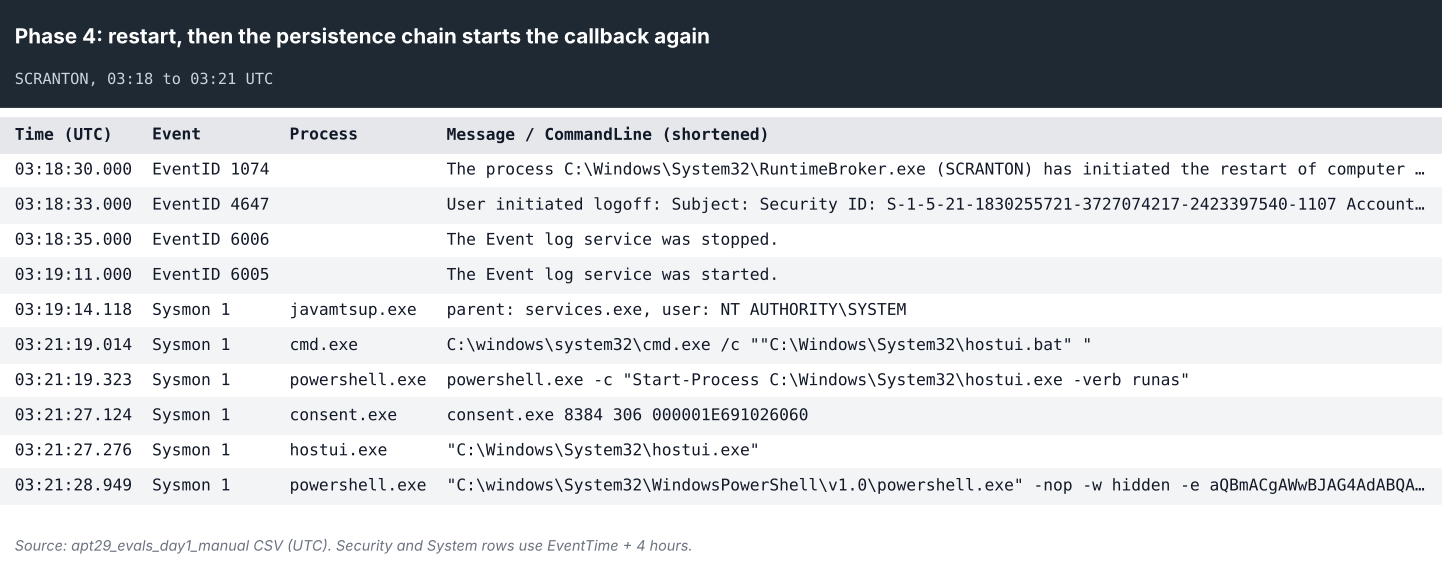 Phase 4: restart, then the persistence chain starts the callback again
SCRANTON, 03:18 to 03:21 UTC
Time (UTC) Event Process Message / CommandLine (shortened)
03:18:30.000 EventID 1074 The process C:\Windows\System32\RuntimeBroker.exe (SCRANTON) has initiated the restart of computer …
03:18:33.000 EventID 4647 User initiated logoff: Subject: Security ID: S-1-5-21-1830255721-3727074217-2423397540-1107 Account…
03:18:35.000 EventID 6006 The Event log service was stopped.
03:19:11.000 EventID 6005 The Event log service was started.
03:19:14.118 Sysmon 1 javamtsup.exe parent: services.exe, user: NT AUTHORITY\SYSTEM
03:21:19.014 Sysmon 1 cmd.exe C:\windows\system32\cmd.exe /c ""C:\Windows\System32\hostui.bat" "
03:21:19.323 Sysmon 1 powershell.exe powershell.exe -c "Start-Process C:\Windows\System32\hostui.exe -verb runas"
03:21:27.124 Sysmon 1 consent.exe consent.exe 8384 306 000001E691026060
03:21:27.276 Sysmon 1 hostui.exe "C:\Windows\System32\hostui.exe"
03:21:28.949 Sysmon 1 powershell.exe "C:\windows\System32\WindowsPowerShell\v1.0\powershell.exe" -nop -w hidden -e aQBmACgAWwBJAG4AdABQA…
Source: apt29_evals_day1_manual CSV (UTC). Security and System rows use EventTime + 4 hours.